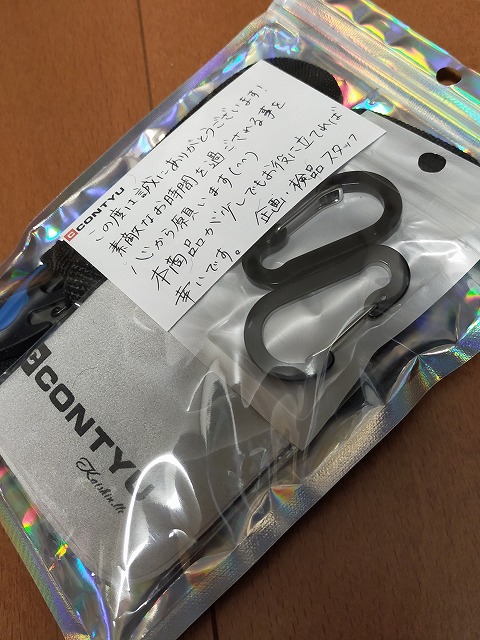 CONTYU
この度は誠にありがとうございます!
素敵なお時間を過ごされる事を
心から願います(^^)
本商品が少しでもお役に立てれば
幸いです。
企画・検品スタッフ
CONTYU